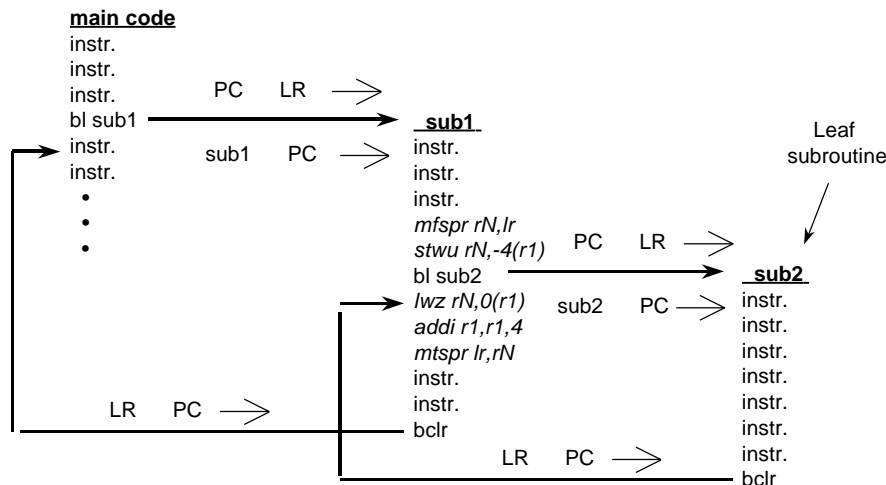 main code
instr.
instr.
instr.
bl sub1
instr.
instr.
•
•
•
PC LR
sub1 PC
sub1
instr.
instr.
instr.
mfspr rN,lr
stwu rN,-4(r1)
bl sub2
lwz rN,0(r1)
addi r1,r1,4
mtspr lr,rN
instr.
instr.
bclr
LR PC
PC LR
sub2 PC
Leaf
subroutine
sub2
instr.
instr.
instr.
instr.
instr.
instr.
instr.
bclr
LR PC